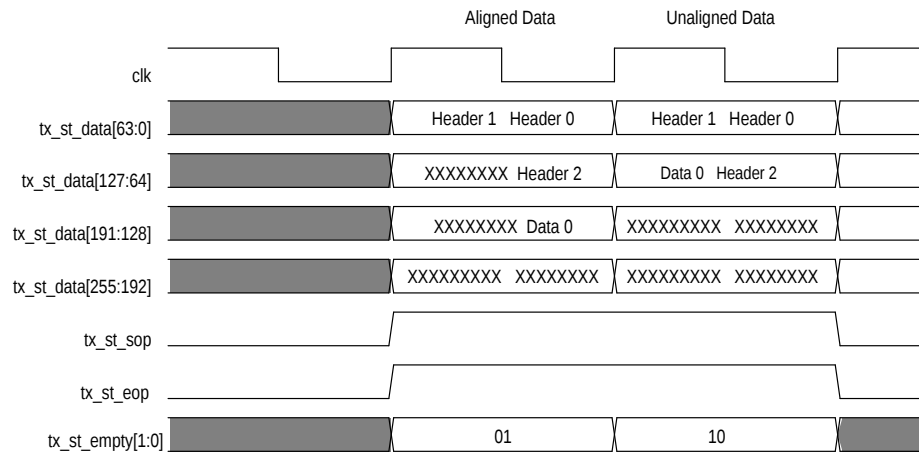 Aligned Data Unaligned Data
clk
tx_st_data[63:0] Header 1 Header 0 Header 1 Header 0
tx_st_data[127:64] XXXXXXXX Header 2 Data 0 Header 2
tx_st_data[191:128] XXXXXXXX Data 0 XXXXXXXXX XXXXXXXX
tx_st_data[255:192] XXXXXXXXX XXXXXXXX XXXXXXXXX XXXXXXXX
tx_st_sop
tx_st_eop
tx_st_empty[1:0] 01 10